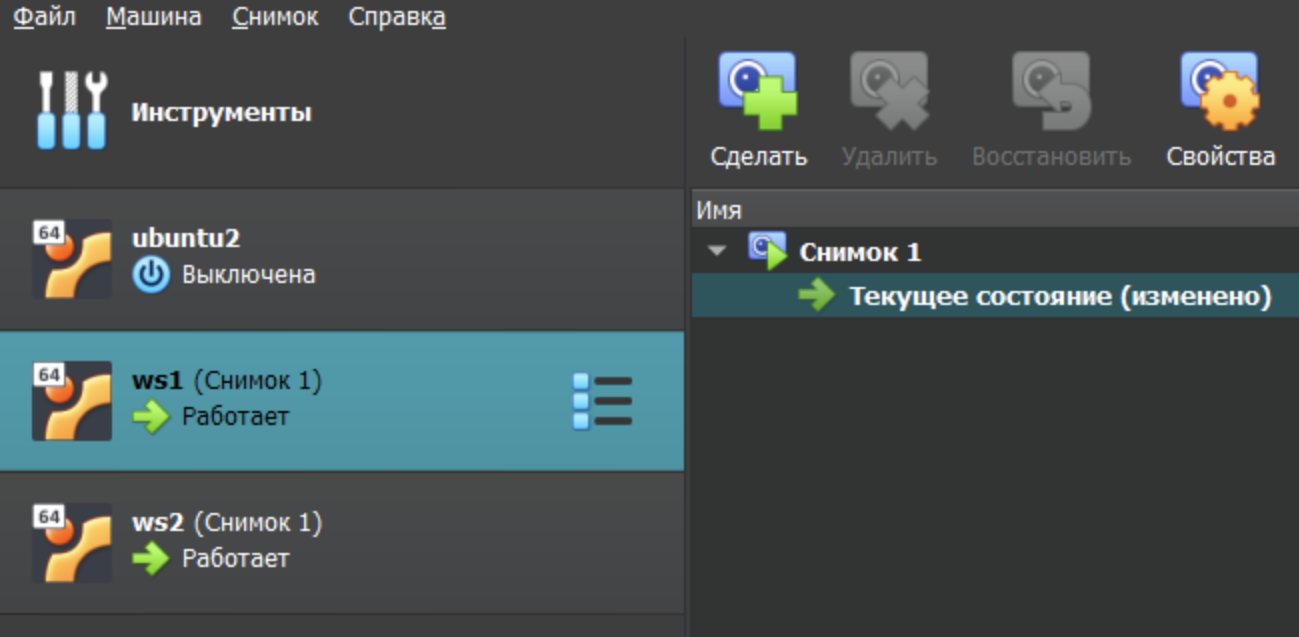 Файл Машина Снимок Справка
Инструменты
Сделать Удалить Восстановить Свойства
64
ubuntu2
Выключена
64
ws1 (Снимок 1)
Работает
64
ws2 (Снимок 1)
Работает
Имя
Снимок 1
Текущее состояние (изменено)